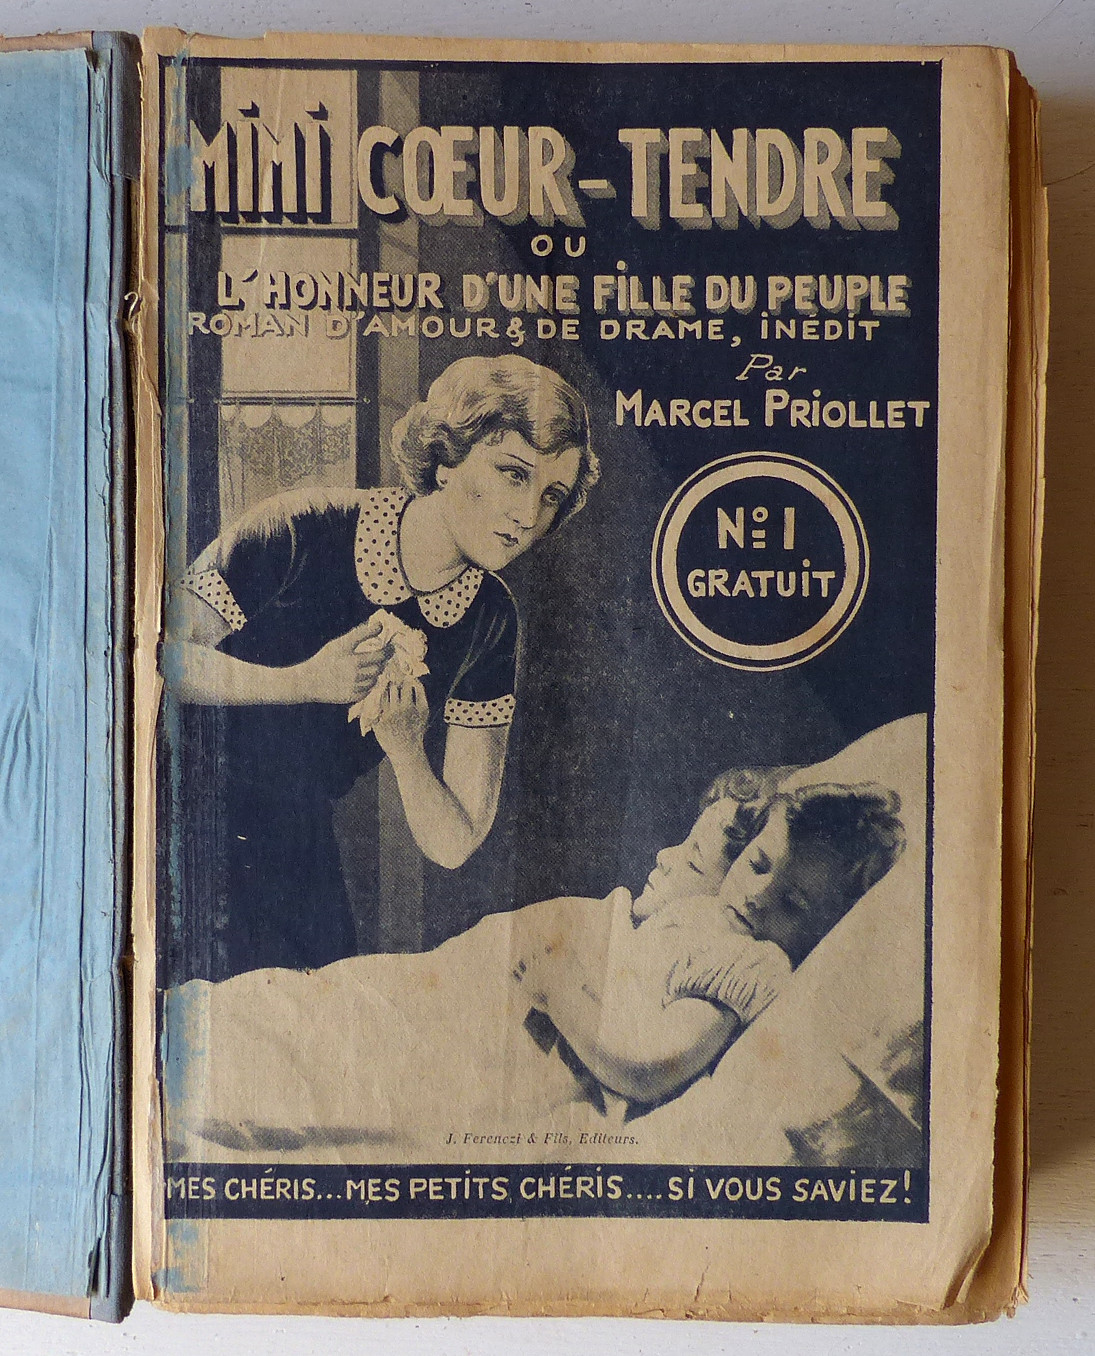 MIMI CŒUR-TENDRE
OU
L'HONNEUR D'UNE FILLE DU PEUPLE
ROMAN D'AMOUR & DE DRAME, INÉDIT
Par
MARCEL PRIOLLET
Nº 1
GRATUIT
J. Ferenczi & Fils, Editeurs.
MES CHÉRIS...MES PETITS CHÉRIS....SI VOUS SAVIEZ!